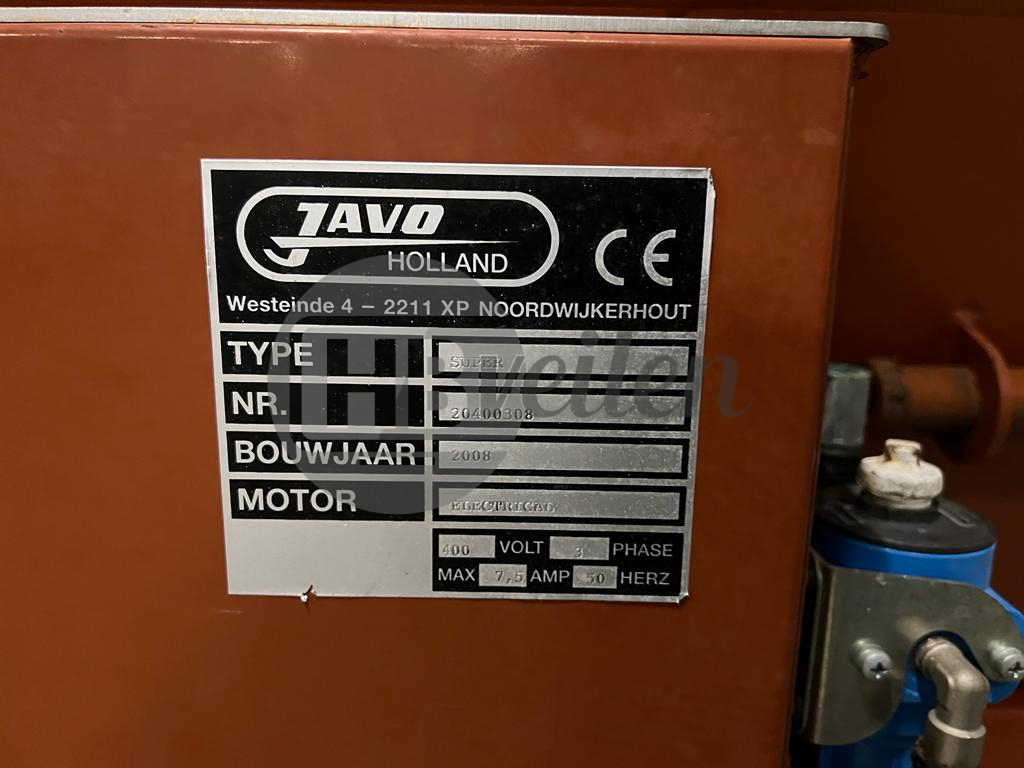 JAVO
HOLLAND
CE
Westeinde 4 - 2211 XP NOORDWIJKERHOUT
TYPE SUPER
NR. 20400308
BOUWJAAR 2008
MOTOR ELECTRICAL
400 VOLT 3 PHASE
MAX 7,5 AMP 50 HERZ
veilen